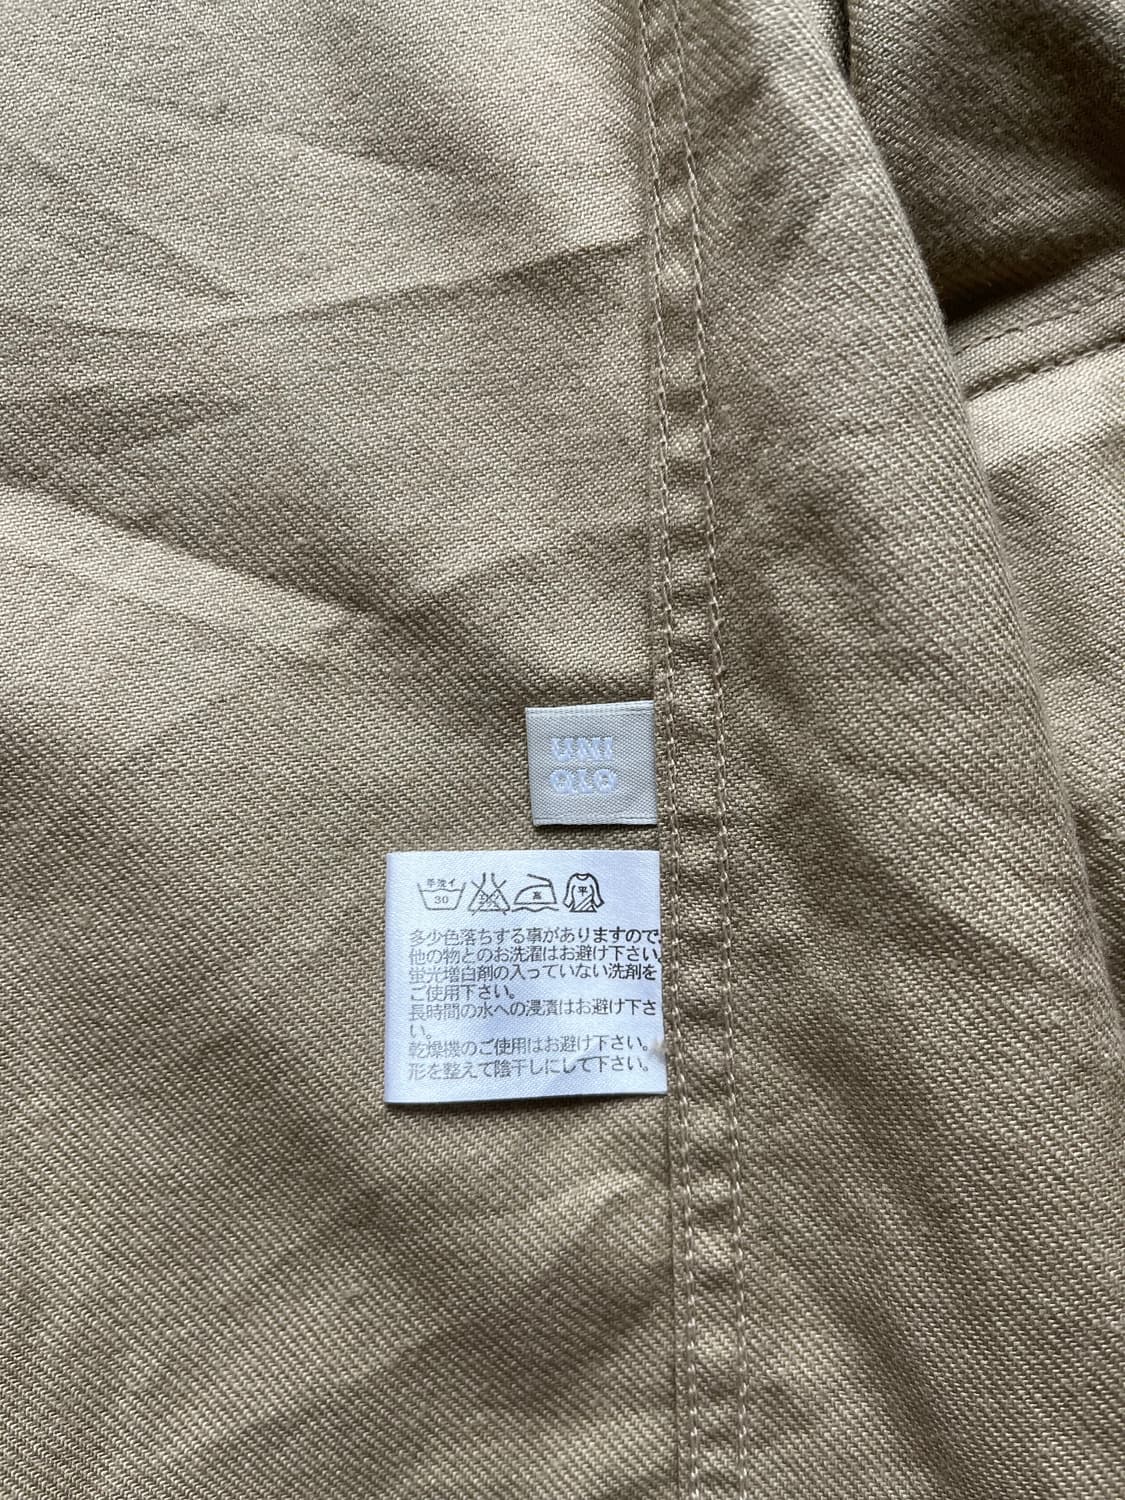 UNI
QLO
手洗イ
30
高
平
多少色落ちする事がありますので、
他の物とのお洗濯はお避け下さい。
蛍光増白剤の入っていない洗剤を
ご使用下さい。
長時間の水への浸漬はお避け下さ
い。
乾燥機のご使用はお避け下さい。
形を整えて陰干しにして下さい。